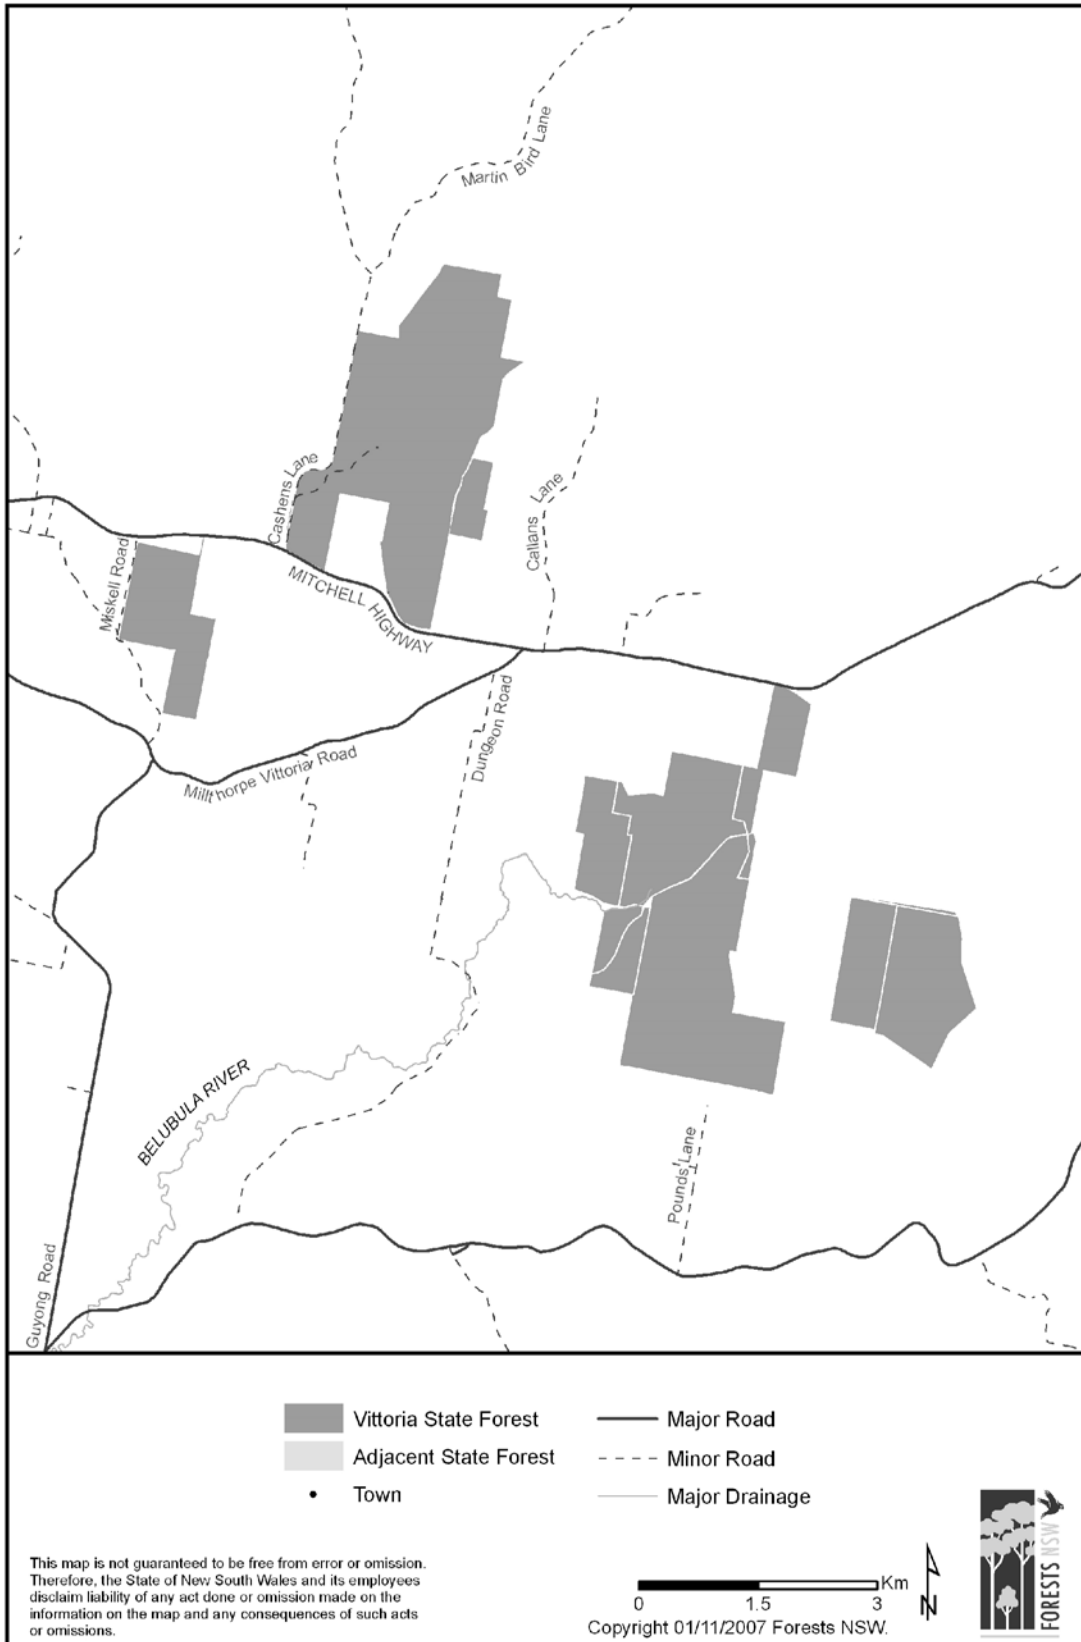 Martin Bird Lane
Cashens Lane
Callans Lane
Miskell Road
MITCHELL HIGHWAY
Dungeon Road
Millthorpe Vittoria Road
BELUBULA RIVER
Pounds Lane
Guyong Road
Vittoria State Forest
Adjacent State Forest
Town
Major Road
Minor Road
Major Drainage
This map is not guaranteed to be free from error or omission.
Therefore, the State of New South Wales and its employees
disclaim liability of any act done or omission made on the
information on the map and any consequences of such acts
or omissions.
Km
0 1.5 3
Copyright 01/11/2007 Forests NSW.
N
FORESTS NSW